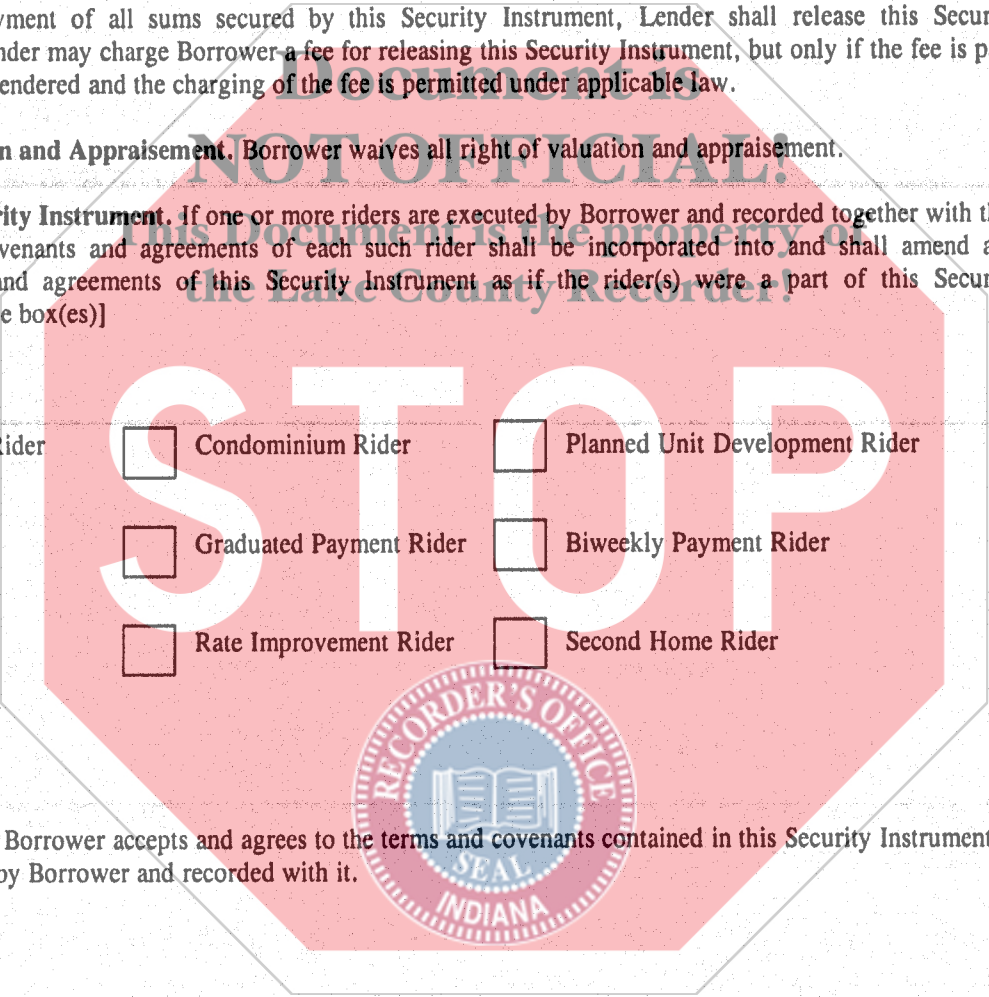 yment of all sums secured by this Security Instrument, Lender shall release this Secur
nder may charge Borrower a fee for releasing this Security Instrument, but only if the fee is p
endered and the charging of the fee is permitted under applicable law.
Document is
NOT OFFICIAL!
n and Appraisement. Borrower waives all right of valuation and appraisement.
This Document is the property of
the Lake County Recorder!
rity Instrument. If one or more riders are executed by Borrower and recorded together with th
venants and agreements of each such rider shall be incorporated into and shall amend a
and agreements of this Security Instrument as if the rider(s) were a part of this Secur
e box(es)]
STOP
Rider Condominium Rider Planned Unit Development Rider
Graduated Payment Rider Biweekly Payment Rider
Rate Improvement Rider Second Home Rider
RECORDER'S OFFICE
SEAL
INDIANA
Borrower accepts and agrees to the terms and covenants contained in this Security Instrument
by Borrower and recorded with it.